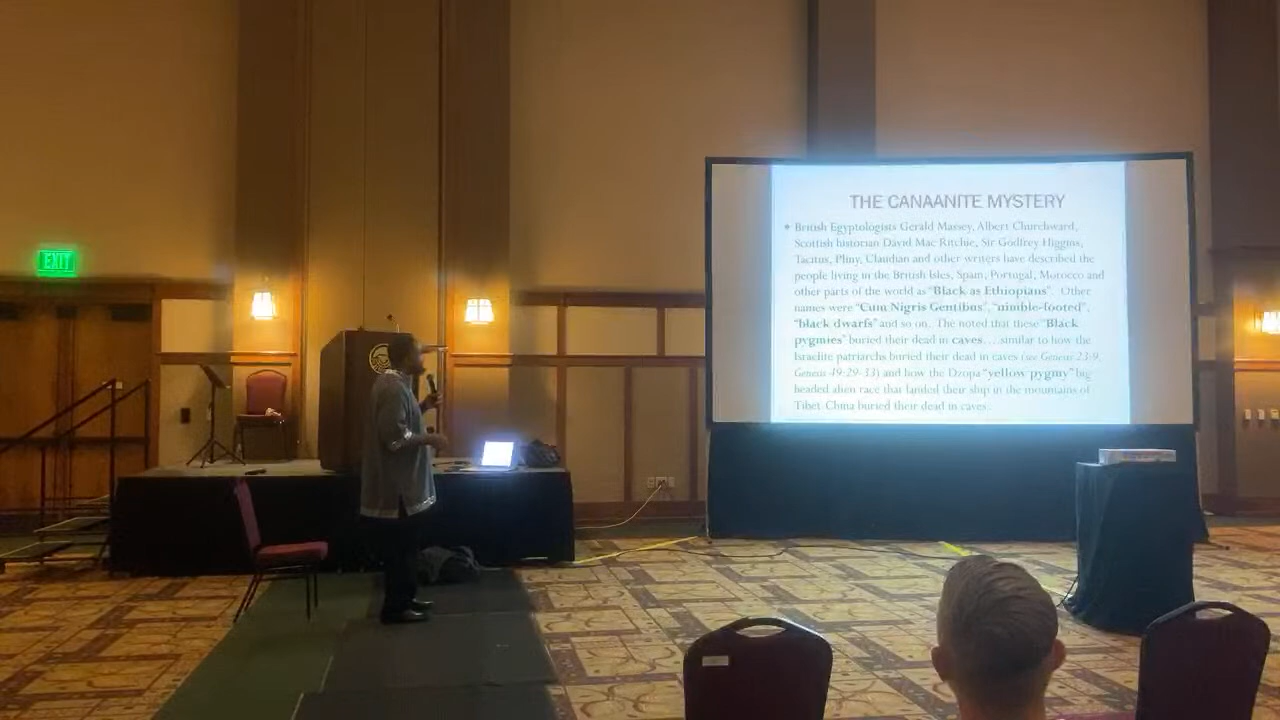 EXIT
THE CANAANITE MYSTERY
British Egyptologists Gerald Massey, Albert Churchward,
Scottish historian David Mac Ritchie, Sir Godfrey Higgins,
Tacitus, Pliny, Claudian and other writers have described the
people living in the British Isles, Spain, Portugal, Morocco and
other parts of the world as "Black as Ethiopians". Other
names were "Cum Nigris Gentibus", "nimble-footed",
"black dwarfs" and so on. The noted that these "Black
pygmies" buried their dead in caves….similar to how the
Israelite patriarchs buried their dead in caves (see Genesis 23:9,
Genesis 49:29-33) and how the Dzopa "yellow pygmy" big
headed alien race that landed their ship in the mountains of
Tibet-China buried their dead in caves.